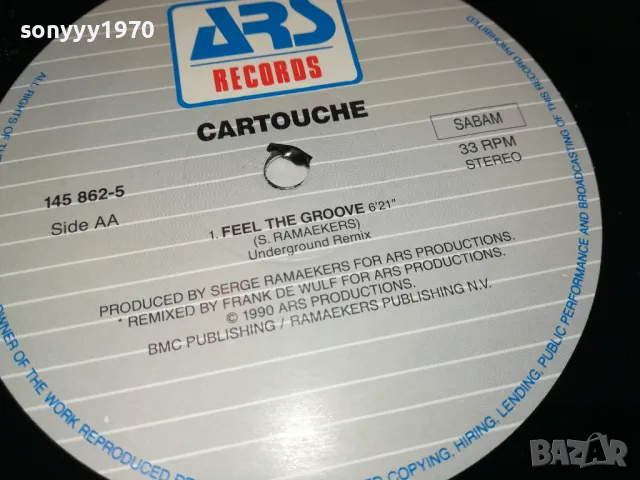 sonyyy1970
ARS
RECORDS
CARTOUCHE
SABAM
33 RPM
STEREO
145 862-5
Side AA
1. FEEL THE GROOVE 6'21"
(S. RAMAEKERS)
Underground Remix
PRODUCED BY SERGE RAMAEKERS FOR ARS PRODUCTIONS.
* REMIXED BY FRANK DE WULF FOR ARS PRODUCTIONS.
© 1990 ARS PRODUCTIONS.
BMC PUBLISHING / RAMAEKERS PUBLISHING N.V.
ALL RIGHTS OF THE
OWNER OF THE WORK REPRODUCED RE
COPYING, HIRING, LENDING, PUBLIC PERFORMANCE AND BROADCASTING OF THIS RECORD PROHIBITED
BAZAR